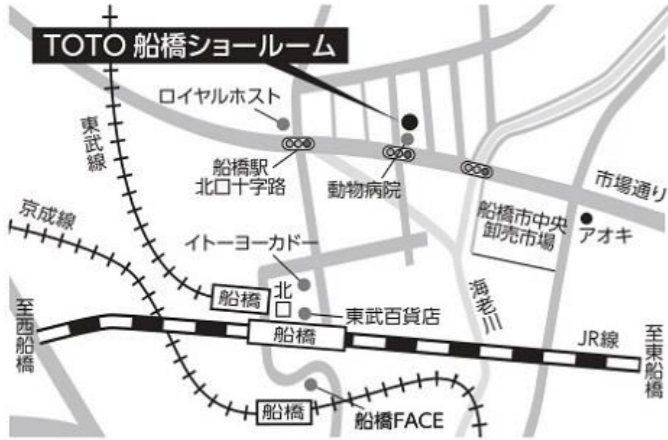 TOTO 船橋ショールーム
ロイヤルホスト
東武線
船橋駅
北口十字路
動物病院
市場通り
京成線
船橋市中央
卸売市場
アオキ
イトーヨーカドー
船橋
北口
東武百貨店
海老川
至西船橋
船橋
JR線
至東船橋
船橋
船橋FACE